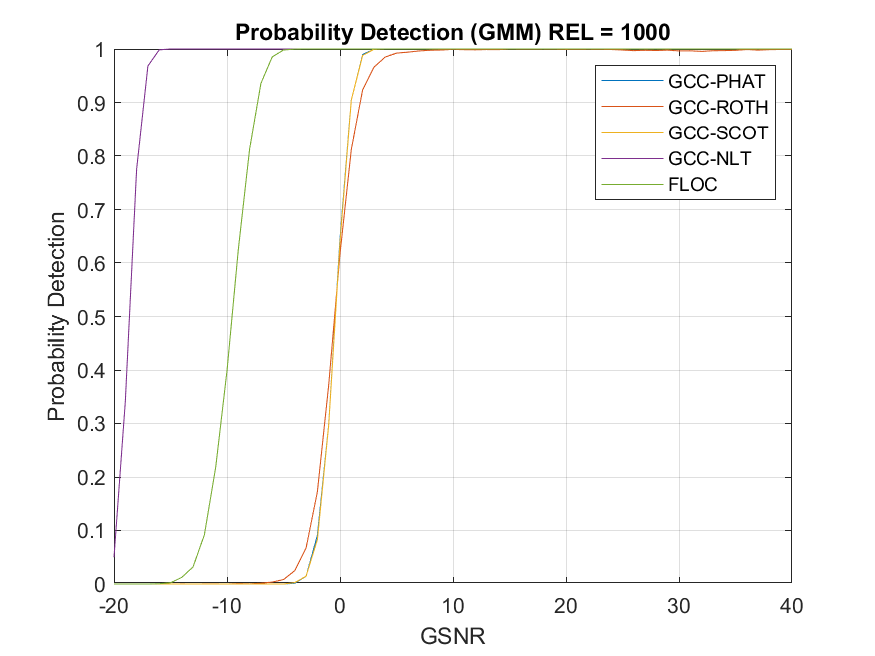 Probability Detection (GMM) REL = 1000
1
0.9
0.8
0.7
0.6
0.5
0.4
0.3
0.2
0.1
0
Probability Detection
-20
-10
0
10
20
30
40
GSNR
GCC-PHAT
GCC-ROTH
GCC-SCOT
GCC-NLT
FLOC